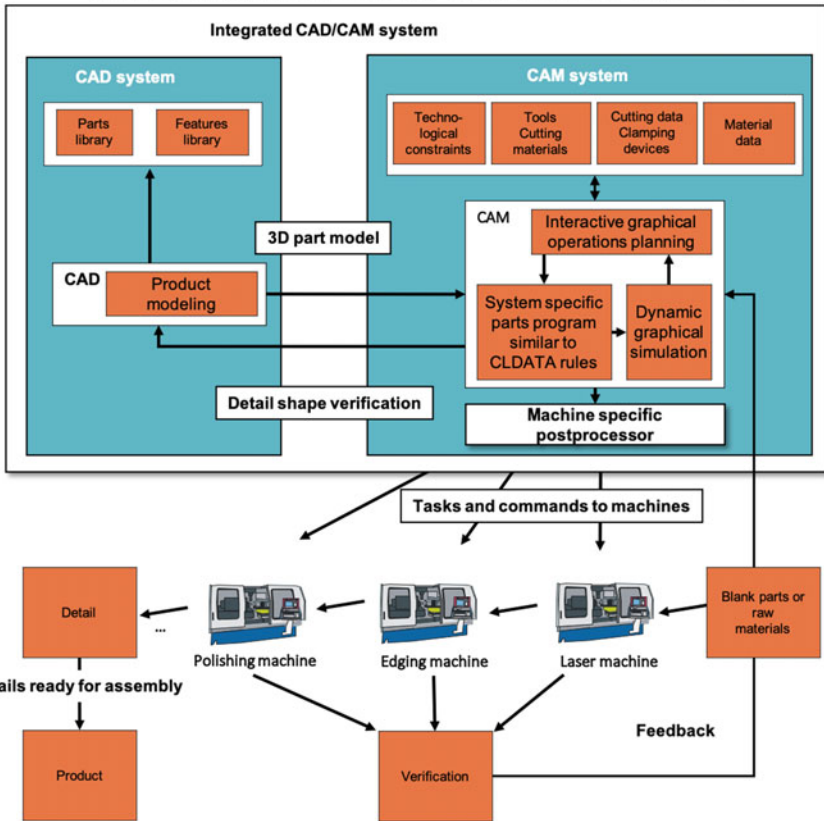 Integrated CAD/CAM system
CAD system
CAM system
Parts
library
Features
library
Techno-
logical
constraints
Tools
Cutting
materials
Cutting data
Clamping
devices
Material
data
3D part model
CAD
Product
modeling
CAM
Interactive graphical
operations planning
System specific
parts program
similar to
CLDATA rules
Dynamic
graphical
simulation
Detail shape verification
Machine specific
postprocessor
Tasks and commands to machines
Detail
...
Polishing machine
Edging machine
Laser machine
Blank parts or
raw
materials
ails ready for assembly
Product
Verification
Feedback